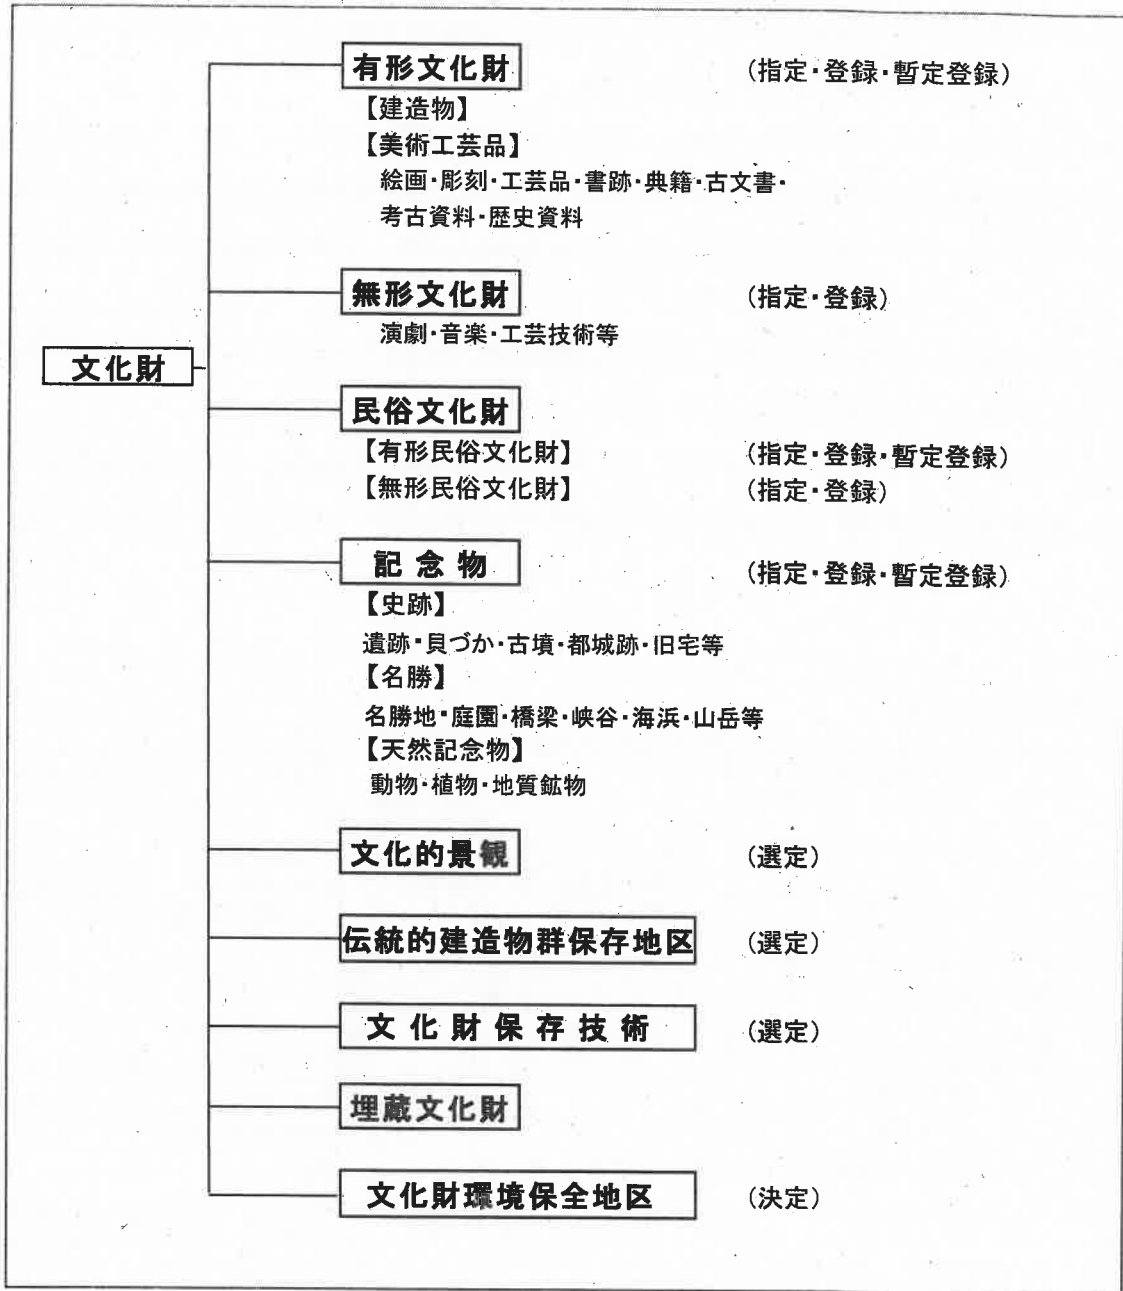 有形文化財 (指定・登録・暫定登録)
【建造物】
【美術工芸品】
絵画・彫刻・工芸品・書跡・典籍・古文書・
考古資料・歴史資料
無形文化財 (指定・登録)
演劇・音楽・工芸技術等
文化財
民俗文化財
【有形民俗文化財】 (指定・登録・暫定登録)
【無形民俗文化財】 (指定・登録)
記念物 (指定・登録・暫定登録)
【史跡】
遺跡・貝づか・古墳・都城跡・旧宅等
【名勝】
名勝地・庭園・橋梁・峡谷・海浜・山岳等
【天然記念物】
動物・植物・地質鉱物
文化的景観 (選定)
伝統的建造物群保存地区 (選定)
文化財保存技術 (選定)
埋蔵文化財
文化財環境保全地区 (決定)